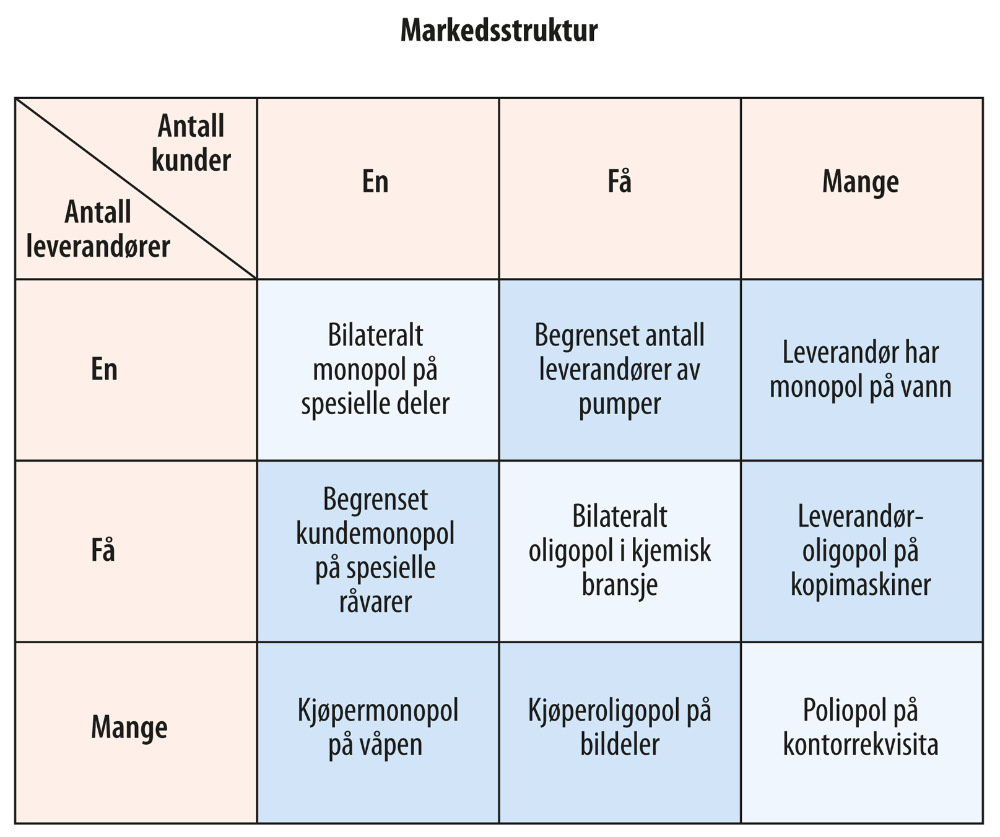 Markedsstruktur
Antall
kunder
Antall
leverandører
En
Få
Mange
En
Bilateralt
monopol på
spesielle deler
Begrenset antall
leverandører av
pumper
Leverandør har
monopol på vann
Få
Begrenset
kundemonopol
på spesielle
råvarer
Bilateralt
oligopol i kjemisk
bransje
Leverandør-
oligopol på
kopimaskiner
Mange
Kjøpermonopol
på våpen
Kjøperoligopol på
bildeler
Poliopol på
kontorrekvisita